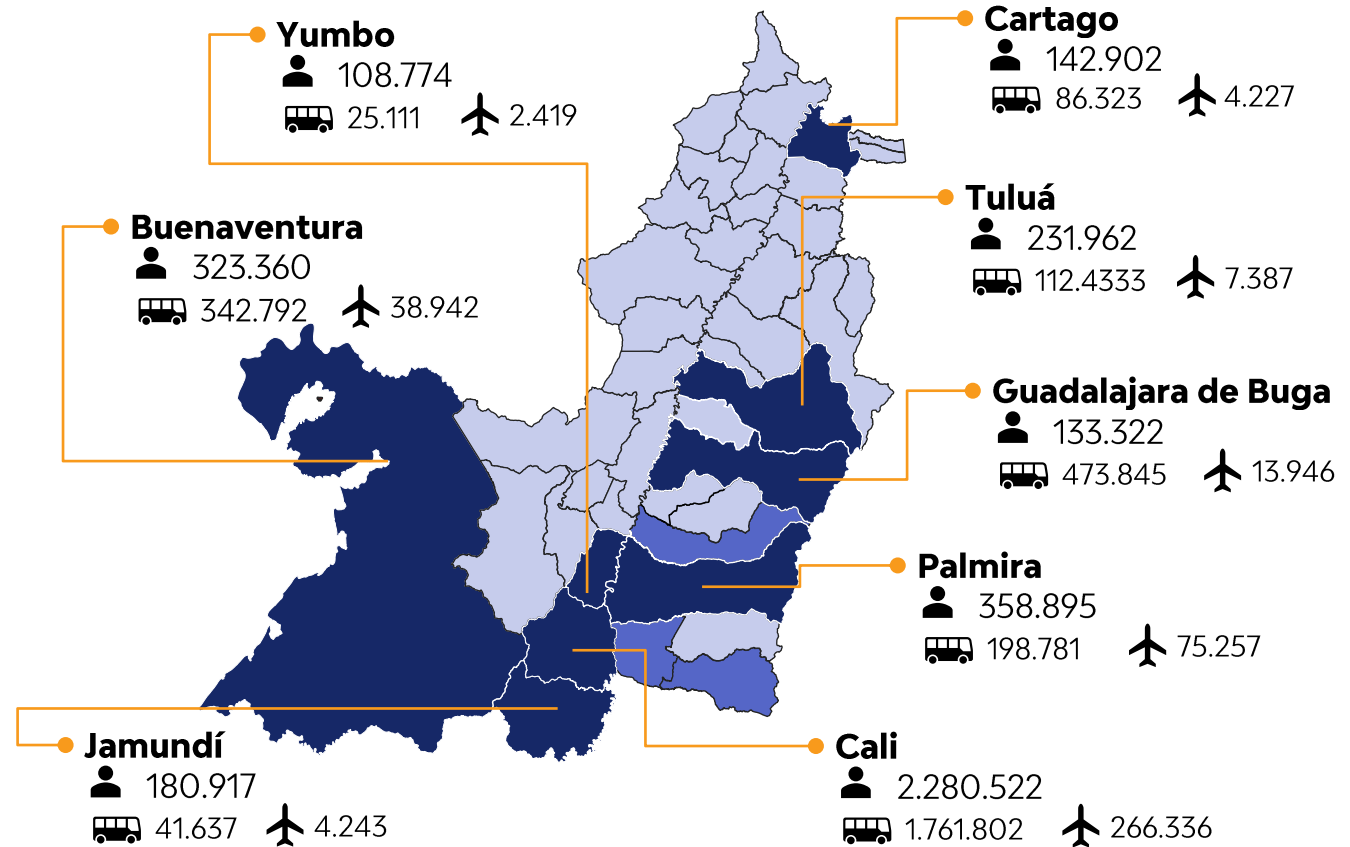 Yumbo
108.774
25.111 2.419
Cartago
142.902
86.323 4.227
Tuluá
231.962
112.4333 7.387
Buenaventura
323.360
342.792 38.942
Guadalajara de Buga
133.322
473.845 13.946
Palmira
358.895
198.781 75.257
Jamundí
180.917
41.637 4.243
Cali
2.280.522
1.761.802 266.336